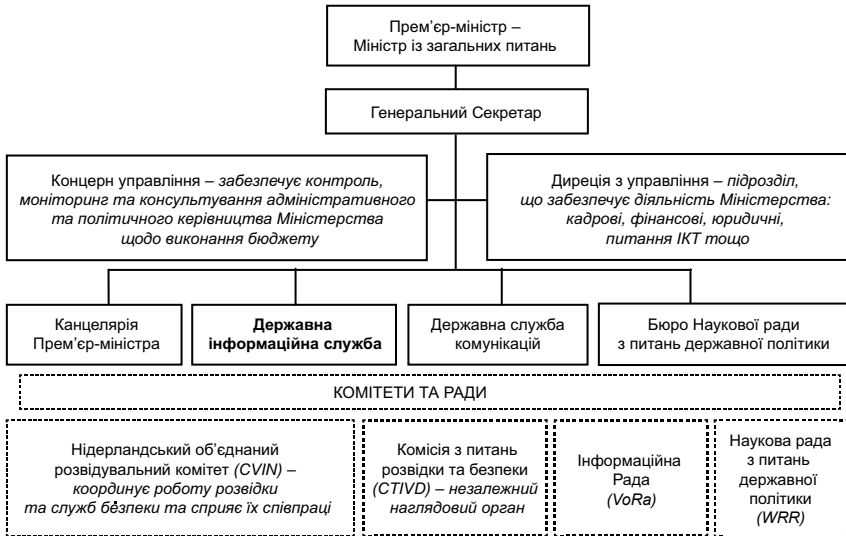 Прем’єр-міністр –
Міністр із загальних питань
Генеральний Секретар
Концерн управління – забезпечує контроль,
моніторинг та консультування адміністративного
та політичного керівництва Міністерства
щодо виконання бюджету
Диреція з управління – підрозділ,
що забезпечує діяльність Міністерства:
кадрові, фінансові, юридичні,
питання ІКТ тощо
Канцелярія
Прем’єр-міністра
Державна
інформаційна служба
Державна служба
комунікацій
Бюро Наукової ради
з питань державної політики
КОМІТЕТИ ТА РАДИ
Нідерландський об’єднаний
розвідувальний комітет (CVIN) –
координує роботу розвідки
та служб безпеки та сприяє їх співпраці
Комісія з питань
розвідки та безпеки
(CTIVD) – незалежний
наглядовий орган
Інформаційна
Рада
(VoRa)
Наукова рада
з питань
державної
політики
(WRR)